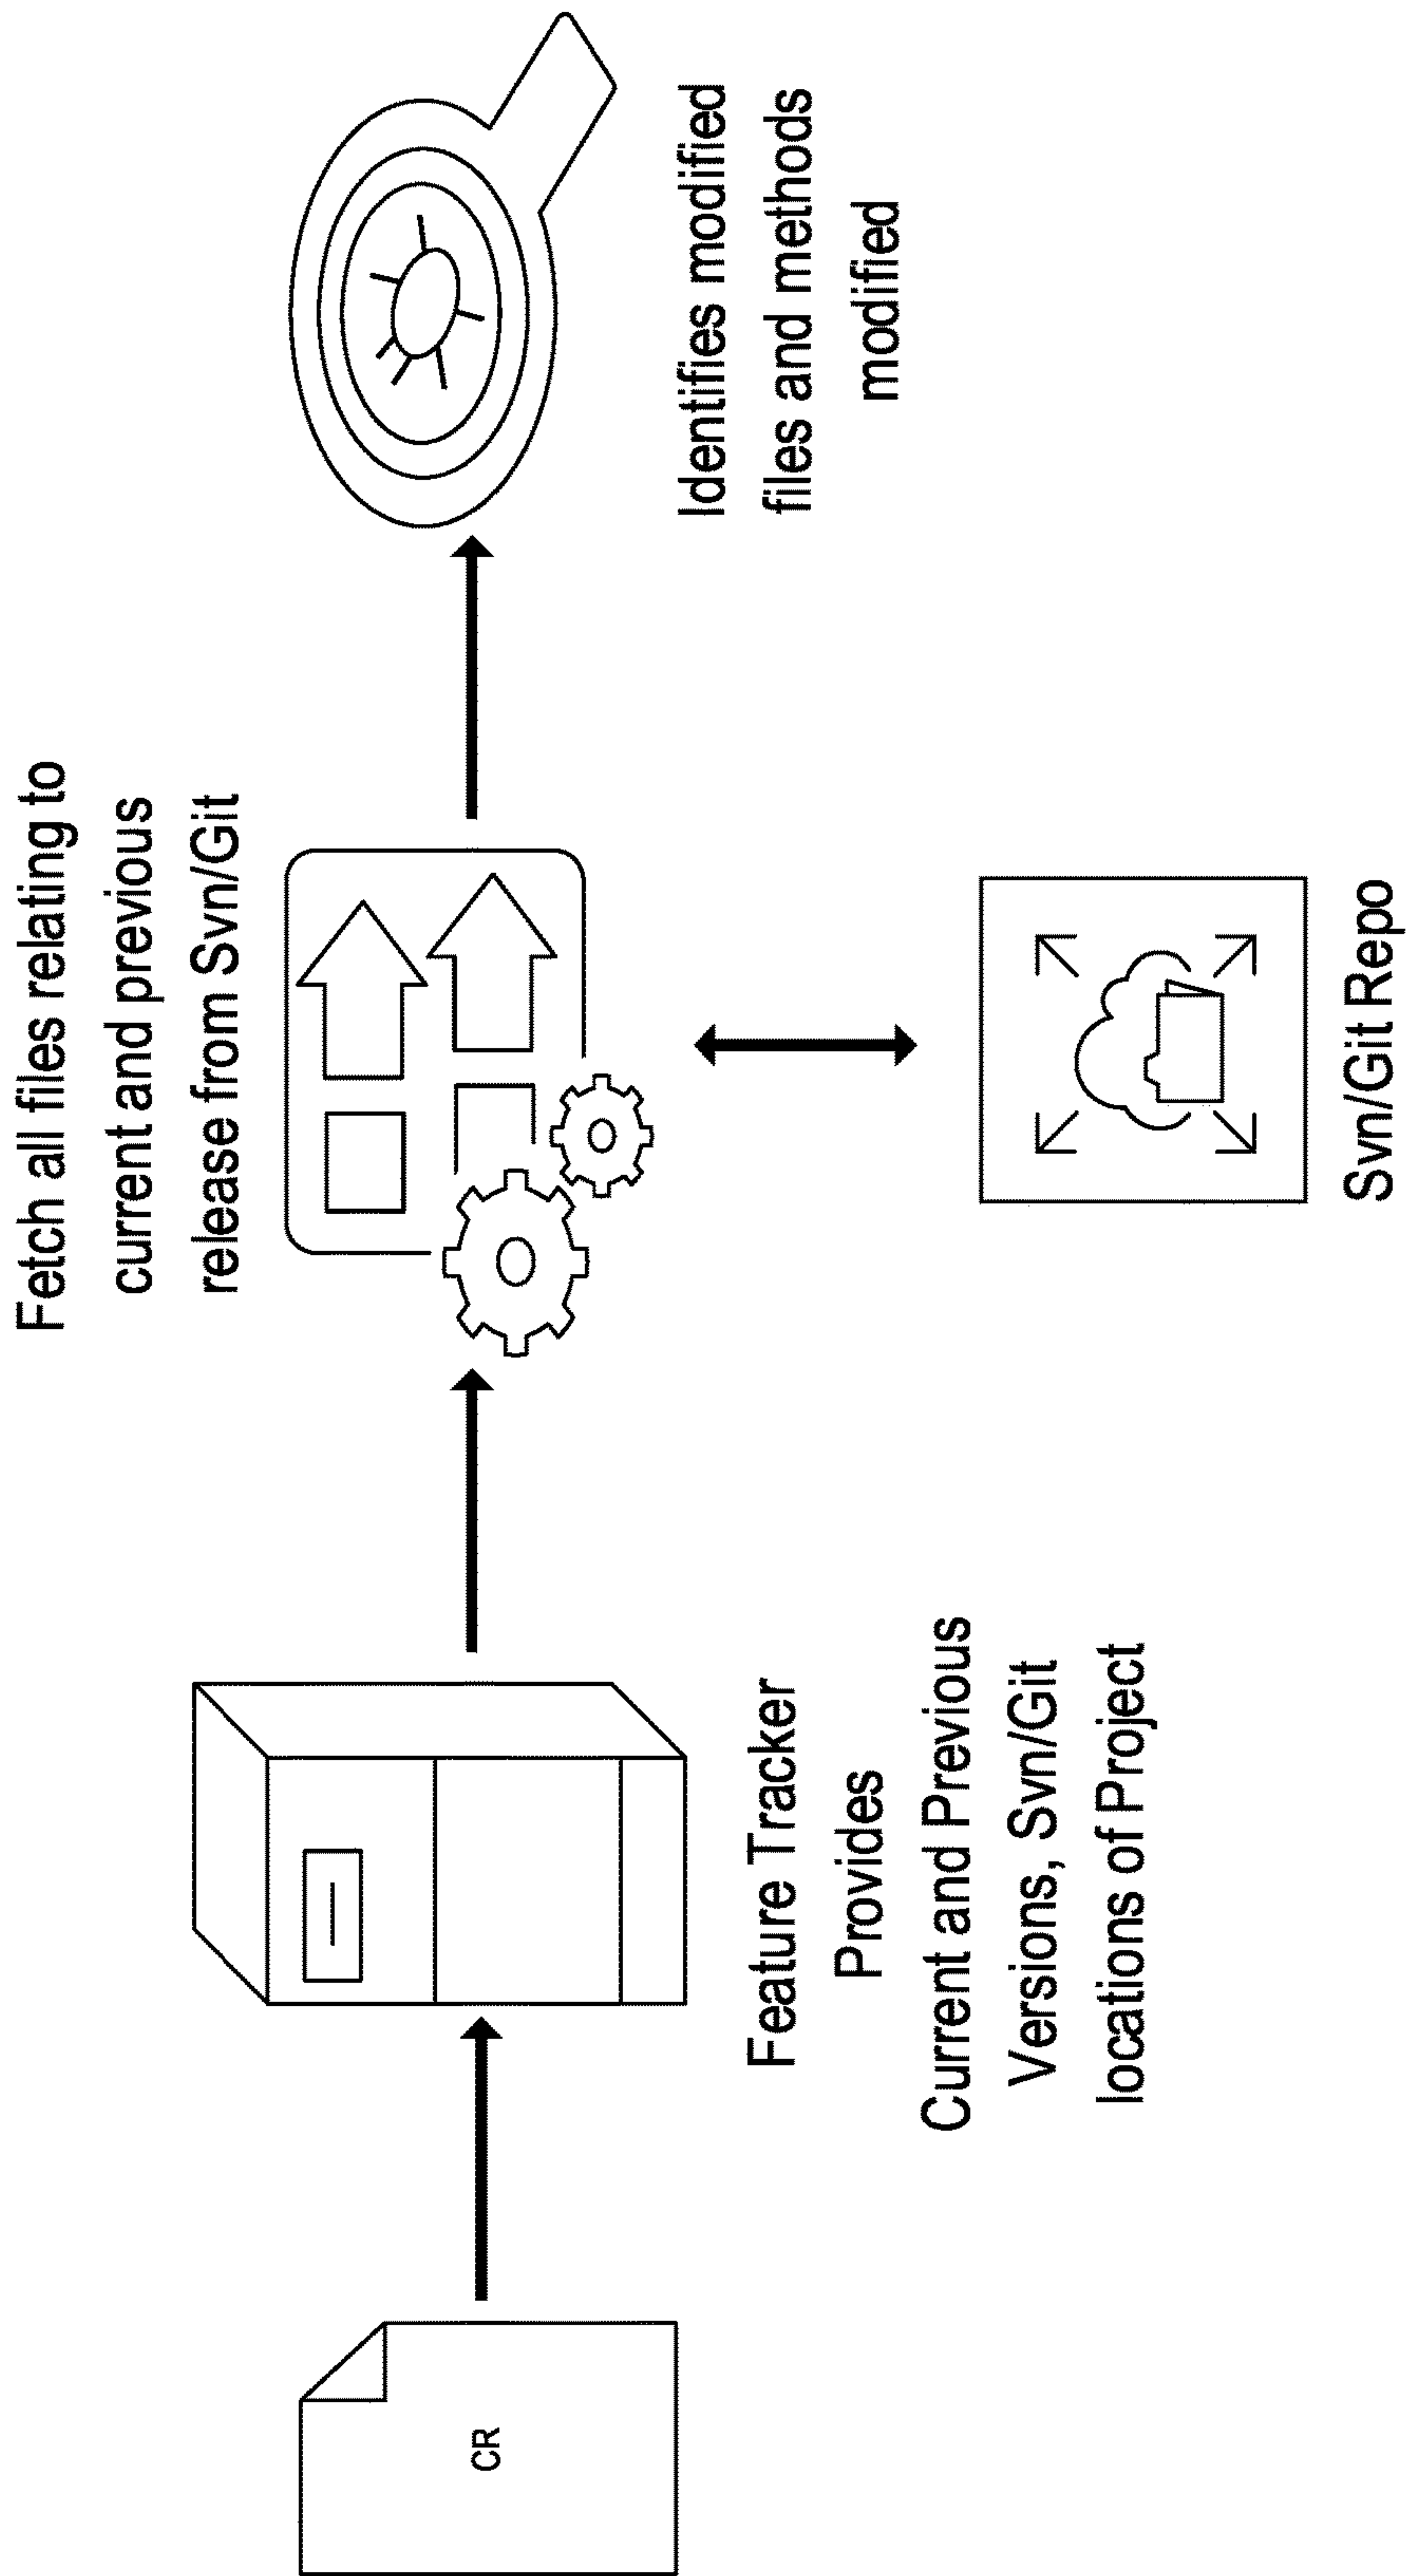 CR
Feature Tracker
Provides
Current and Previous
Versions, Svn/Git
locations of Project
Fetch all files relating to
current and previous
release from Svn/Git
Svn/Git Repo
Identifies modified
files and methods
modified